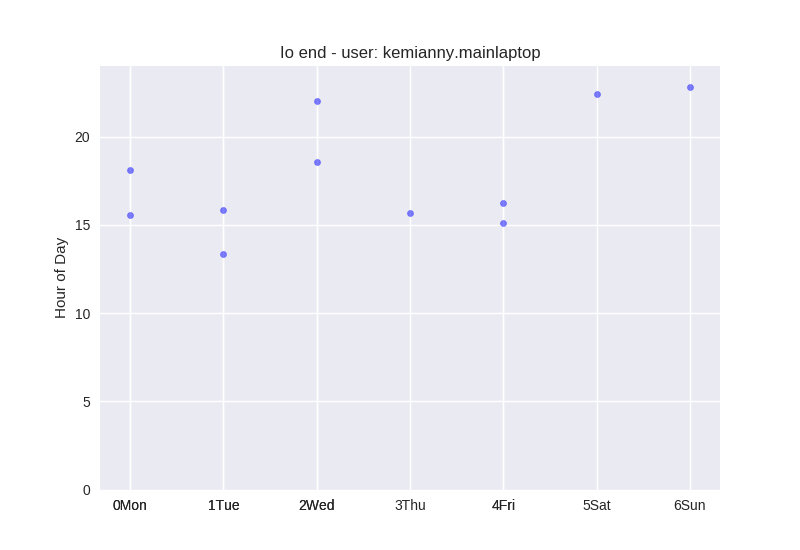 Io end - user: kemianny.mainlaptop
Hour of Day
20
15
10
5
0
0Mon 1Tue 2Wed 3Thu 4Fri 5Sat 6Sun